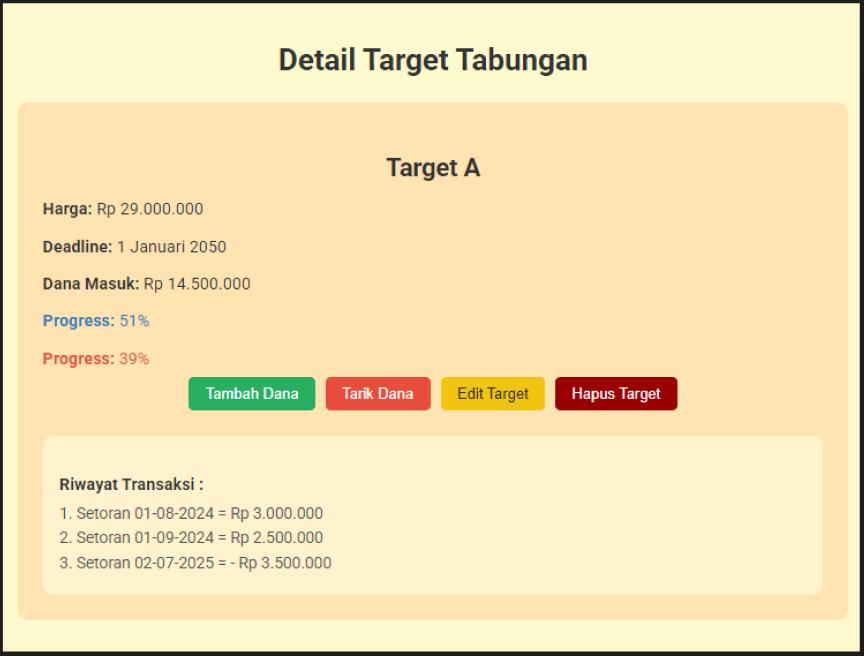 Detail Target Tabungan
Target A
Harga: Rp 29.000.000
Deadline: 1 Januari 2050
Dana Masuk: Rp 14.500.000
Progress: 51%
Progress: 39%
Tambah Dana Tarik Dana Edit Target Hapus Target
Riwayat Transaksi :
1. Setoran 01-08-2024 = Rp 3.000.000
2. Setoran 01-09-2024 = Rp 2.500.000
3. Setoran 02-07-2025 = - Rp 3.500.000